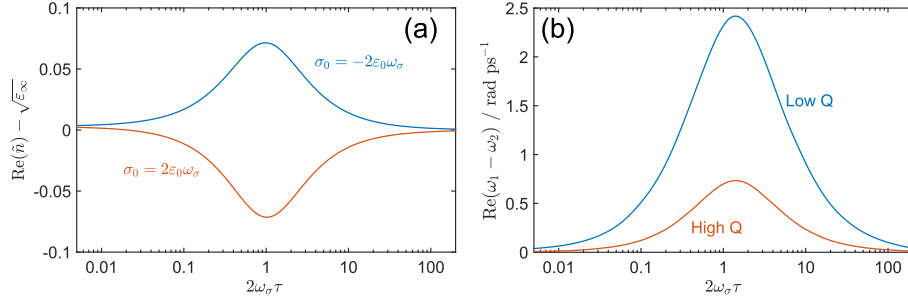 (a)
0.1
0.05
0
-0.05
-0.1
Re(n̂) − √ε∞
σ₀ = −2ε₀ωσ
σ₀ = 2ε₀ωσ
0.01 0.1 1 10 100
2ωστ
(b)
2.5
2
1.5
1
0.5
0
Re(ω₁ − ω₂) / rad ps⁻¹
Low Q
High Q
0.01 0.1 1 10 100
2ωστ